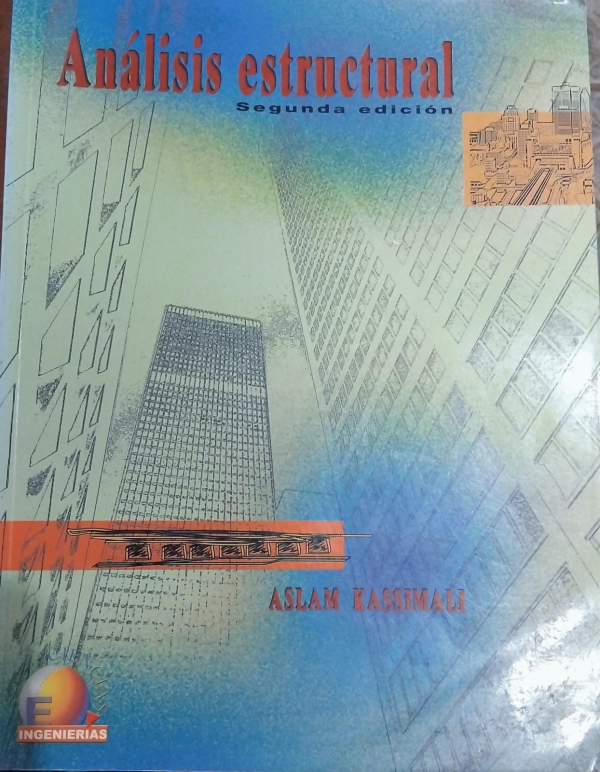 Análisis estructural
Segunda edición
ASLAM KASSIMALI
E
INGENIERIAS